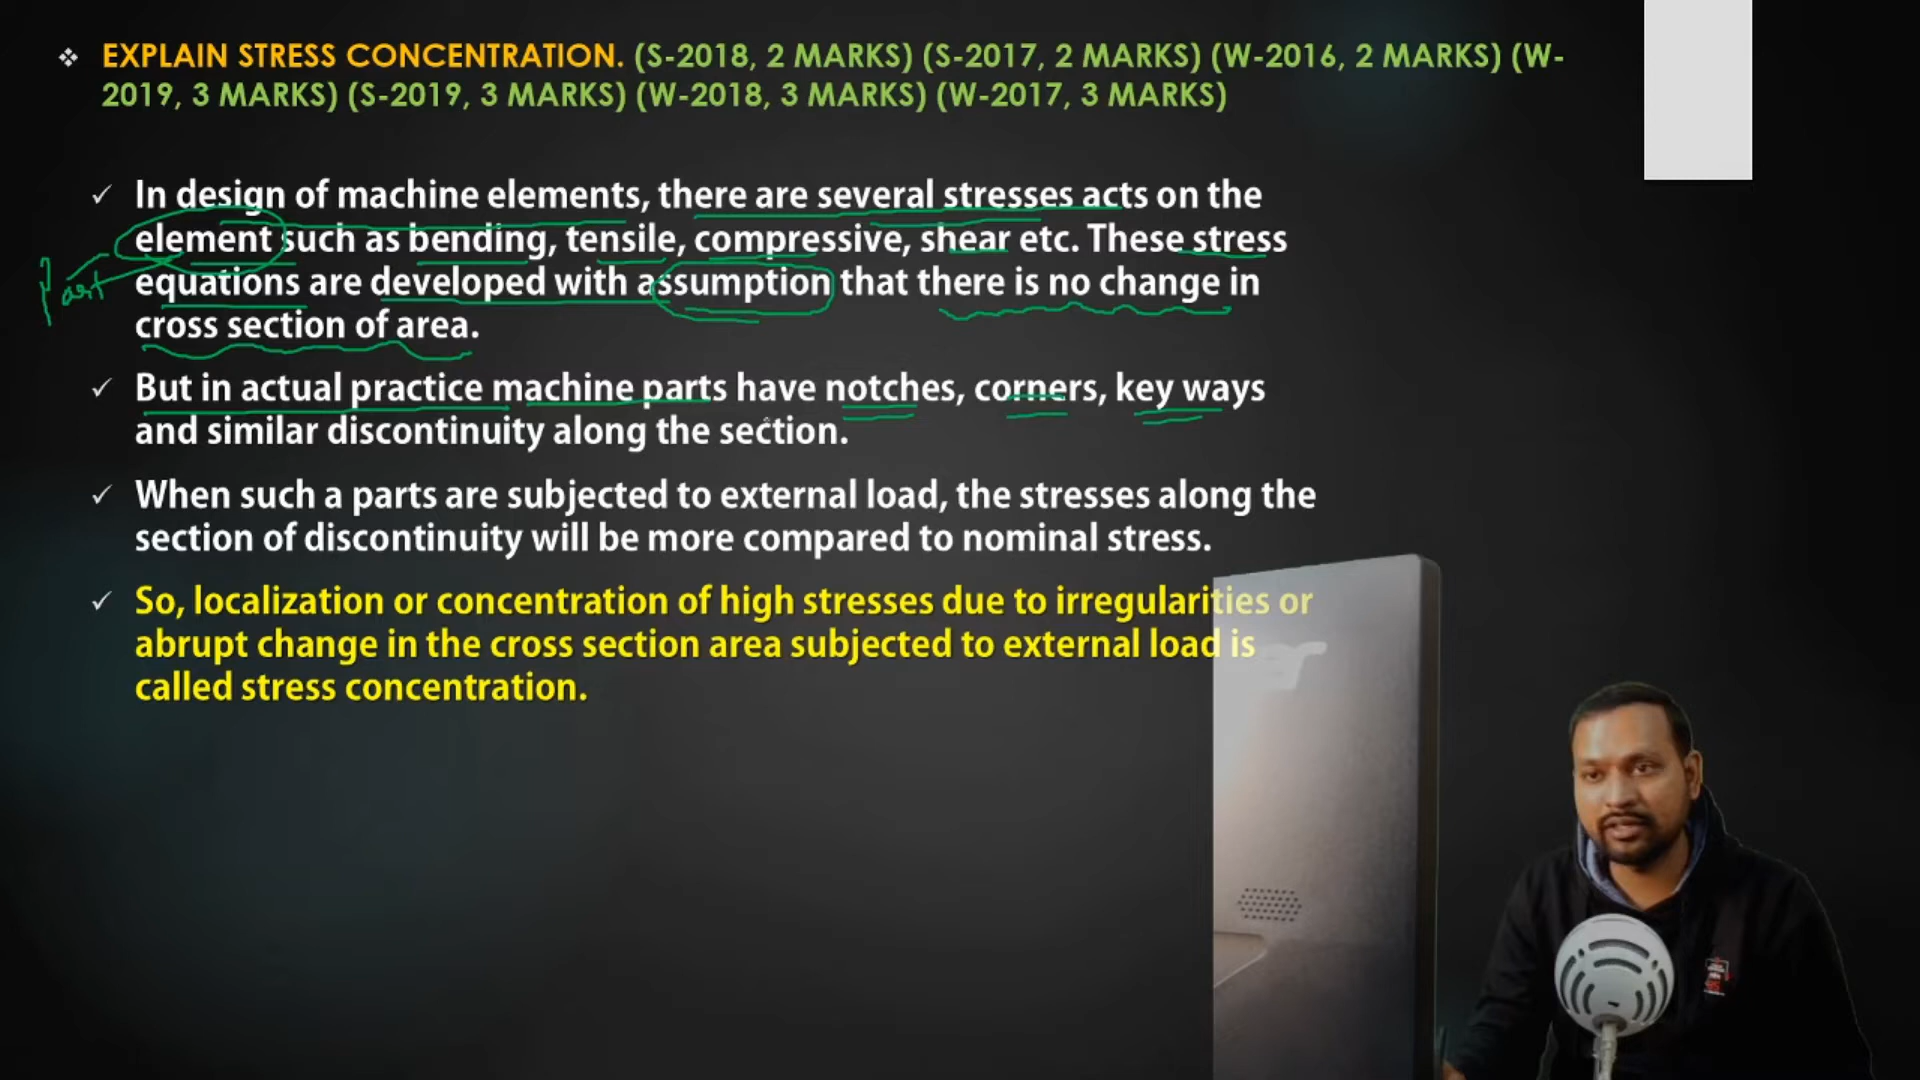 EXPLAIN STRESS CONCENTRATION. (S-2018, 2 MARKS) (S-2017, 2 MARKS) (W-2016, 2 MARKS) (W-
2019, 3 MARKS) (S-2019, 3 MARKS) (W-2018, 3 MARKS) (W-2017, 3 MARKS)
In design of machine elements, there are several stresses acts on the
element such as bending, tensile, compressive, shear etc. These stress
Part
equations are developed with assumption that there is no change in
cross section of area.
But in actual practice machine parts have notches, corners, key ways
and similar discontinuity along the section.
When such a parts are subjected to external load, the stresses along the
section of discontinuity will be more compared to nominal stress.
So, localization or concentration of high stresses due to irregularities or
abrupt change in the cross section area subjected to external load is
called stress concentration.